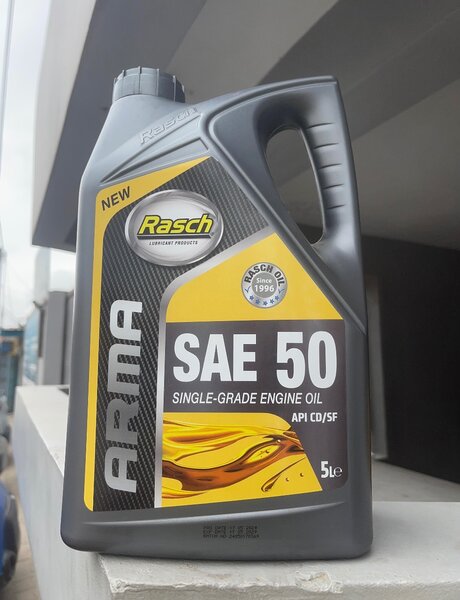 Rasch
NEW
Rasch
LUBRICANT PRODUCTS
RASCH OIL
Since
1996
ARMA
SAE 50
SINGLE-GRADE ENGINE OIL
API CD/SF
5Le